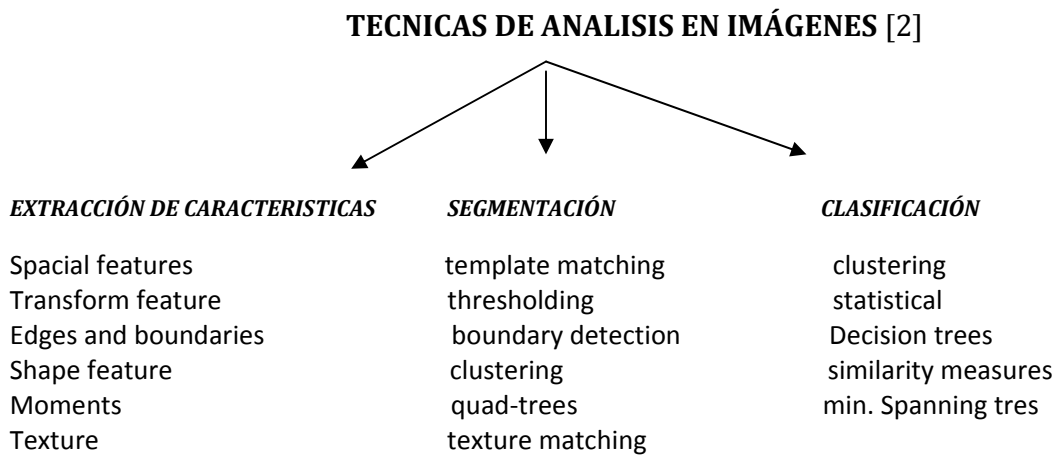 TECNICAS DE ANALISIS EN IMÁGENES [2]
EXTRACCIÓN DE CARACTERISTICAS
Spacial features
Transform feature
Edges and boundaries
Shape feature
Moments
Texture
SEGMENTACIÓN
template matching
thresholding
boundary detection
clustering
quad-trees
texture matching
CLASIFICACIÓN
clustering
statistical
Decision trees
similarity measures
min. Spanning tres